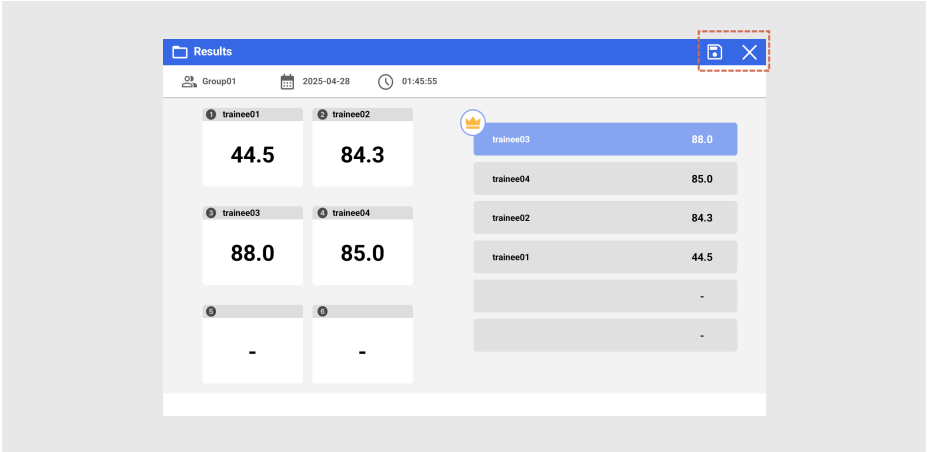 Results
Group01 2025-04-28 01:45:55
1 trainee01 2 trainee02
44.5 84.3
3 trainee03 4 trainee04
88.0 85.0
5 6
- -
trainee03 88.0
trainee04 85.0
trainee02 84.3
trainee01 44.5
-
-